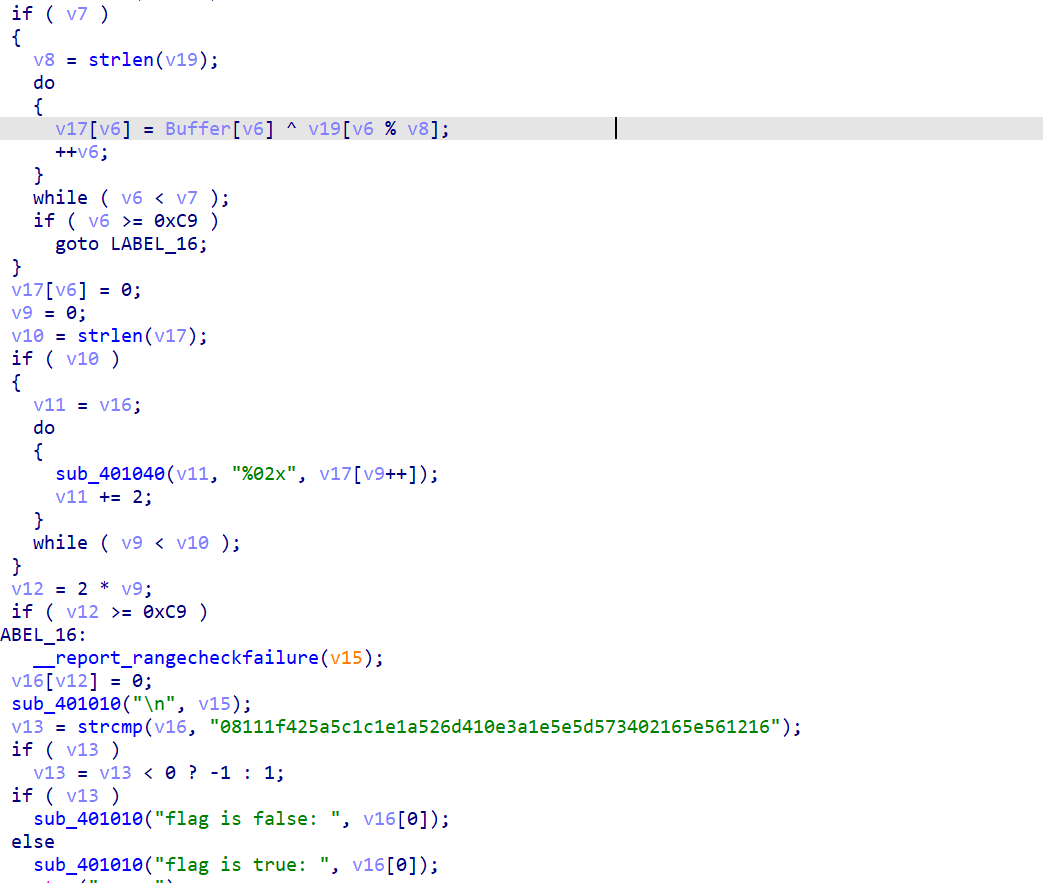 if ( v7 )
{
v8 = strlen(v19);
do
{
v17[v6] = Buffer[v6] ^ v19[v6 % v8];
++v6;
}
while ( v6 < v7 );
if ( v6 >= 0xC9 )
goto LABEL_16;
}
v17[v6] = 0;
v9 = 0;
v10 = strlen(v17);
if ( v10 )
{
v11 = v16;
do
{
sub_401040(v11, "%02x", v17[v9++]);
v11 += 2;
}
while ( v9 < v10 );
}
v12 = 2 * v9;
if ( v12 >= 0xC9 )
ABEL_16:
__report_rangecheckfailure(v15);
v16[v12] = 0;
sub_401010("\n", v15);
v13 = strcmp(v16, "08111f425a5c1c1e1a526d410e3a1e5e5d573402165e561216");
if ( v13 )
v13 = v13 < 0 ? -1 : 1;
if ( v13 )
sub_401010("flag is false: ", v16[0]);
else
sub_401010("flag is true: ", v16[0]);